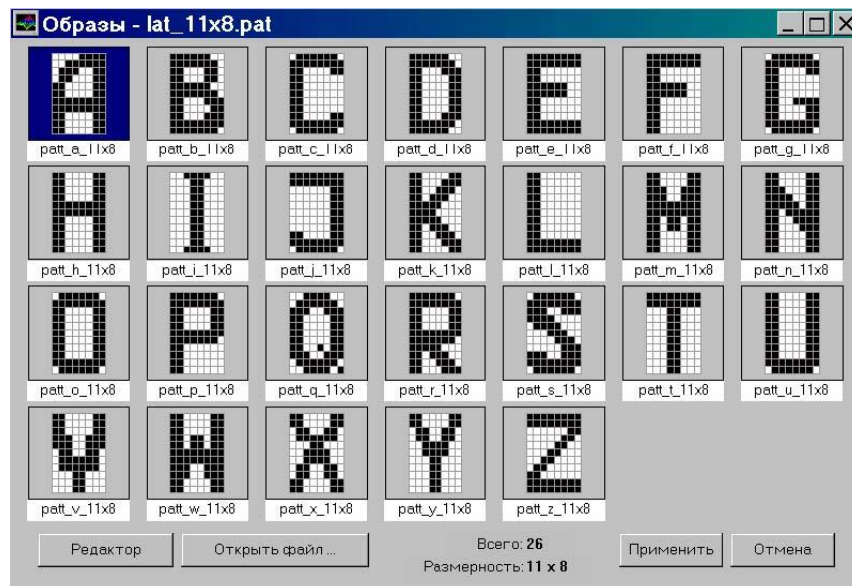 Образы - lat_11x8.pat
A B C D E F G
patt_a_11x8 patt_b_11x8 patt_c_11x8 patt_d_11x8 patt_e_11x8 patt_f_11x8 patt_g_11x8
H I J K L M N
patt_h_11x8 patt_i_11x8 patt_j_11x8 patt_k_11x8 patt_l_11x8 patt_m_11x8 patt_n_11x8
O P Q R S T U
patt_o_11x8 patt_p_11x8 patt_q_11x8 patt_r_11x8 patt_s_11x8 patt_t_11x8 patt_u_11x8
V W X Y Z
patt_v_11x8 patt_w_11x8 patt_x_11x8 patt_y_11x8 patt_z_11x8
Редактор Открыть файл ... Всего: 26 Применить Отмена
Размерность: 11 x 8